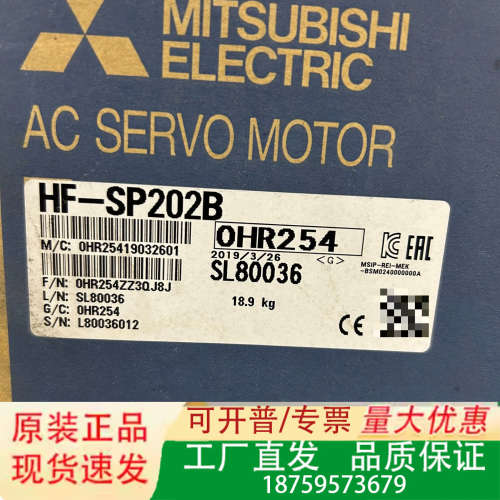 MITSUBISHI
ELECTRIC
AC SERVO MOTOR
HF-SP202B
M/C: 0HR25419032601
0HR254
2019/3/26 <G>
SL80036
18.9 kg
F/N: 0HR254ZZ3QJ8J
L/N: SL80036
G/C: 0HR254
S/N: L80036012
EAC
MSIP-REI-MEK
-BSM0240000000A
CE
原装正品
现货速发
可开普/专票 量大优惠
工厂直发 品质保证
18759573679